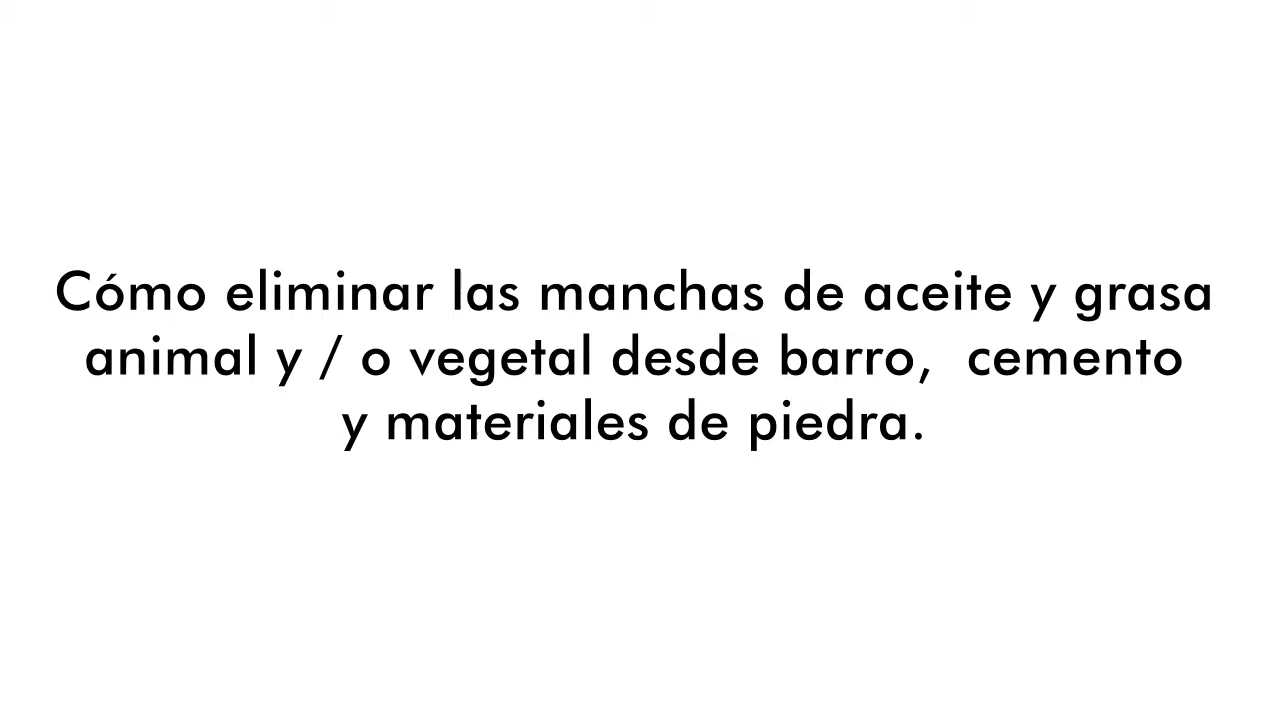 Cómo eliminar las manchas de aceite y grasa
animal y / o vegetal desde barro,  cemento
y materiales de piedra.